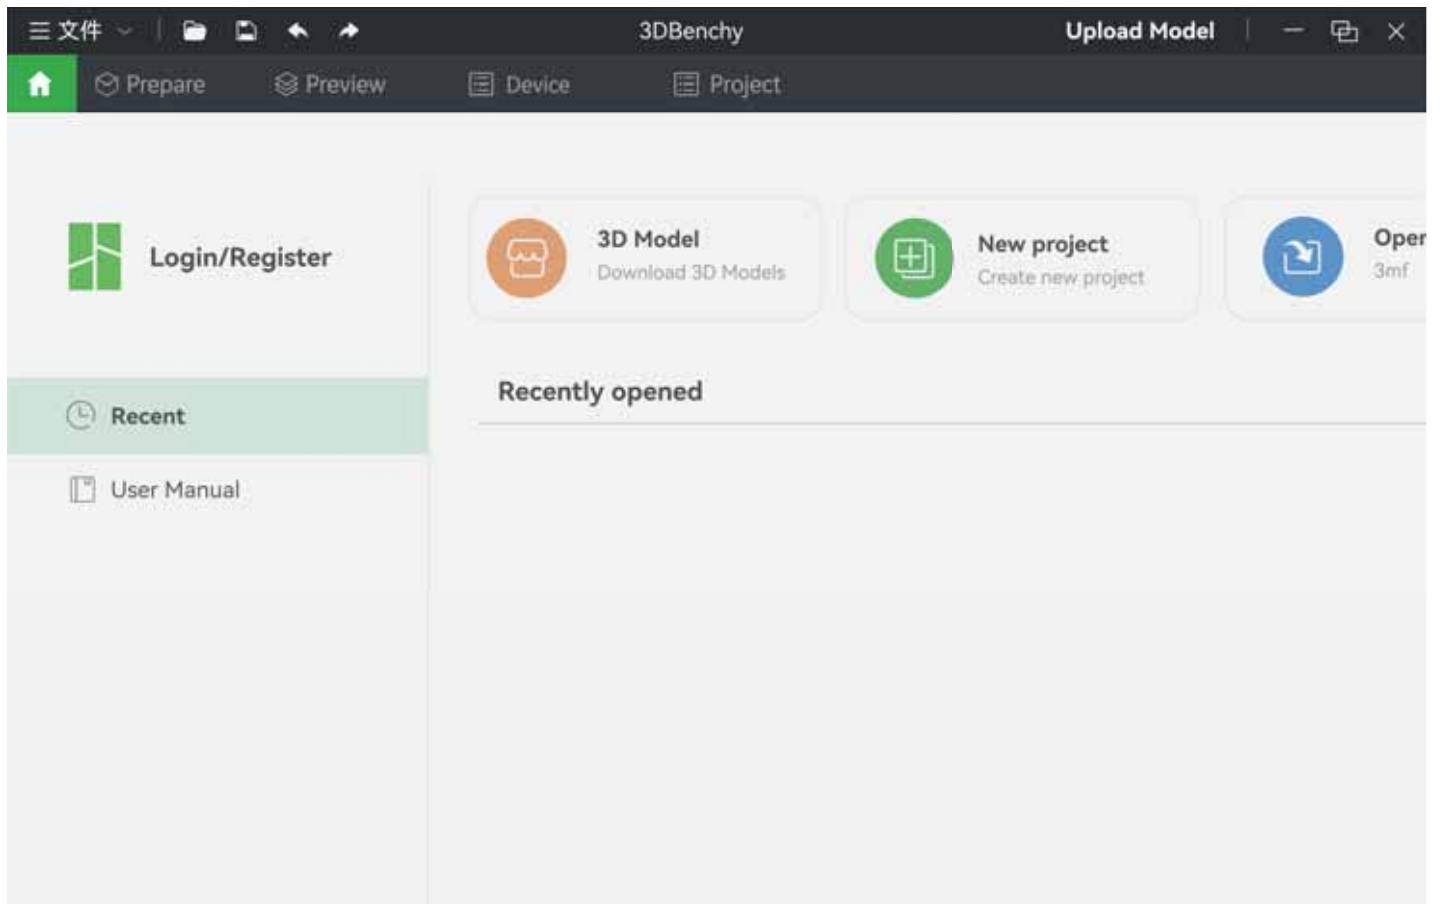 文件
3DBenchy
Upload Model
Prepare
Preview
Device
Project
Login/Register
3D Model
Download 3D Models
New project
Create new project
Oper
3mf
Recent
User Manual
Recently opened